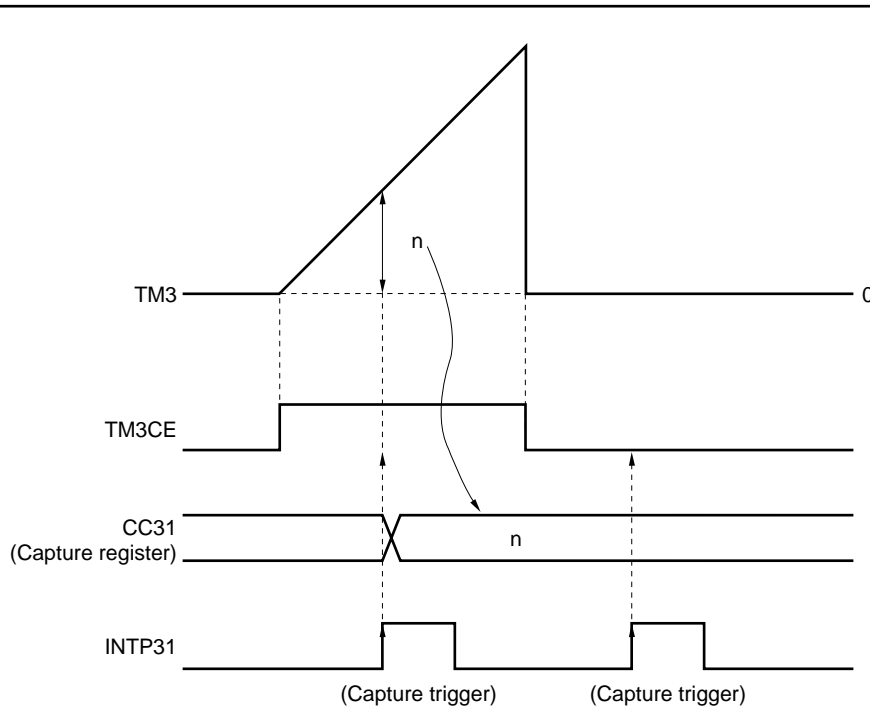 n
TM3
0
TM3CE
CC31
(Capture register)
n
INTP31
(Capture trigger) (Capture trigger)